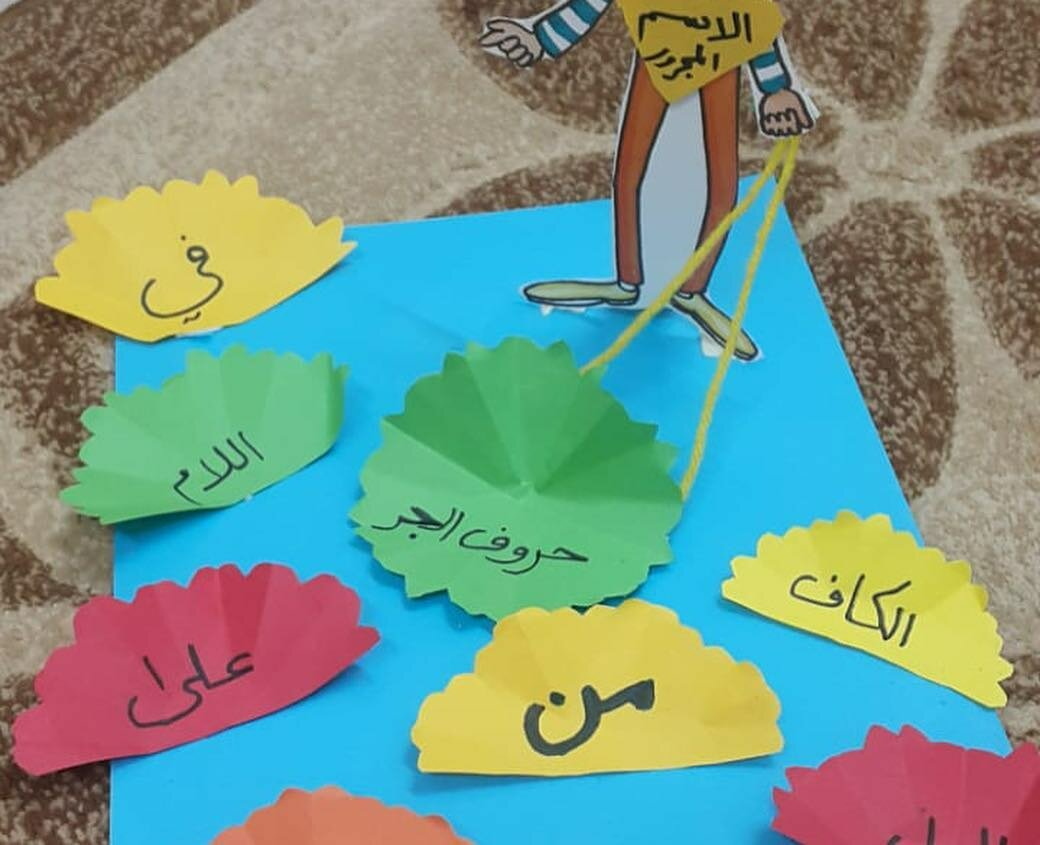 الاسم
المجرور
في
اللام
حروف الجر
الكاف
على
من